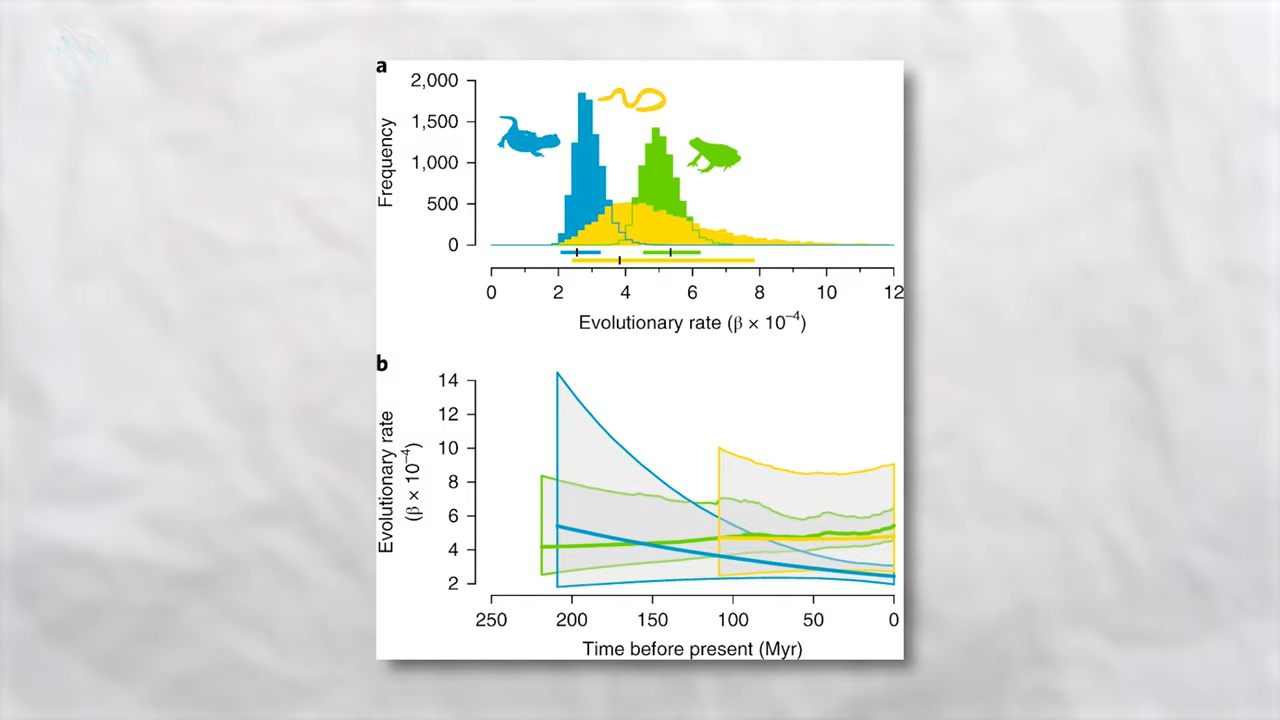 a
2,000
1,500
1,000
500
0
Frequency
0 2 4 6 8 10 12
Evolutionary rate (β × 10⁻⁴)
b
14
12
10
8
6
4
2
Evolutionary rate
(β × 10⁻⁴)
250 200 150 100 50 0
Time before present (Myr)